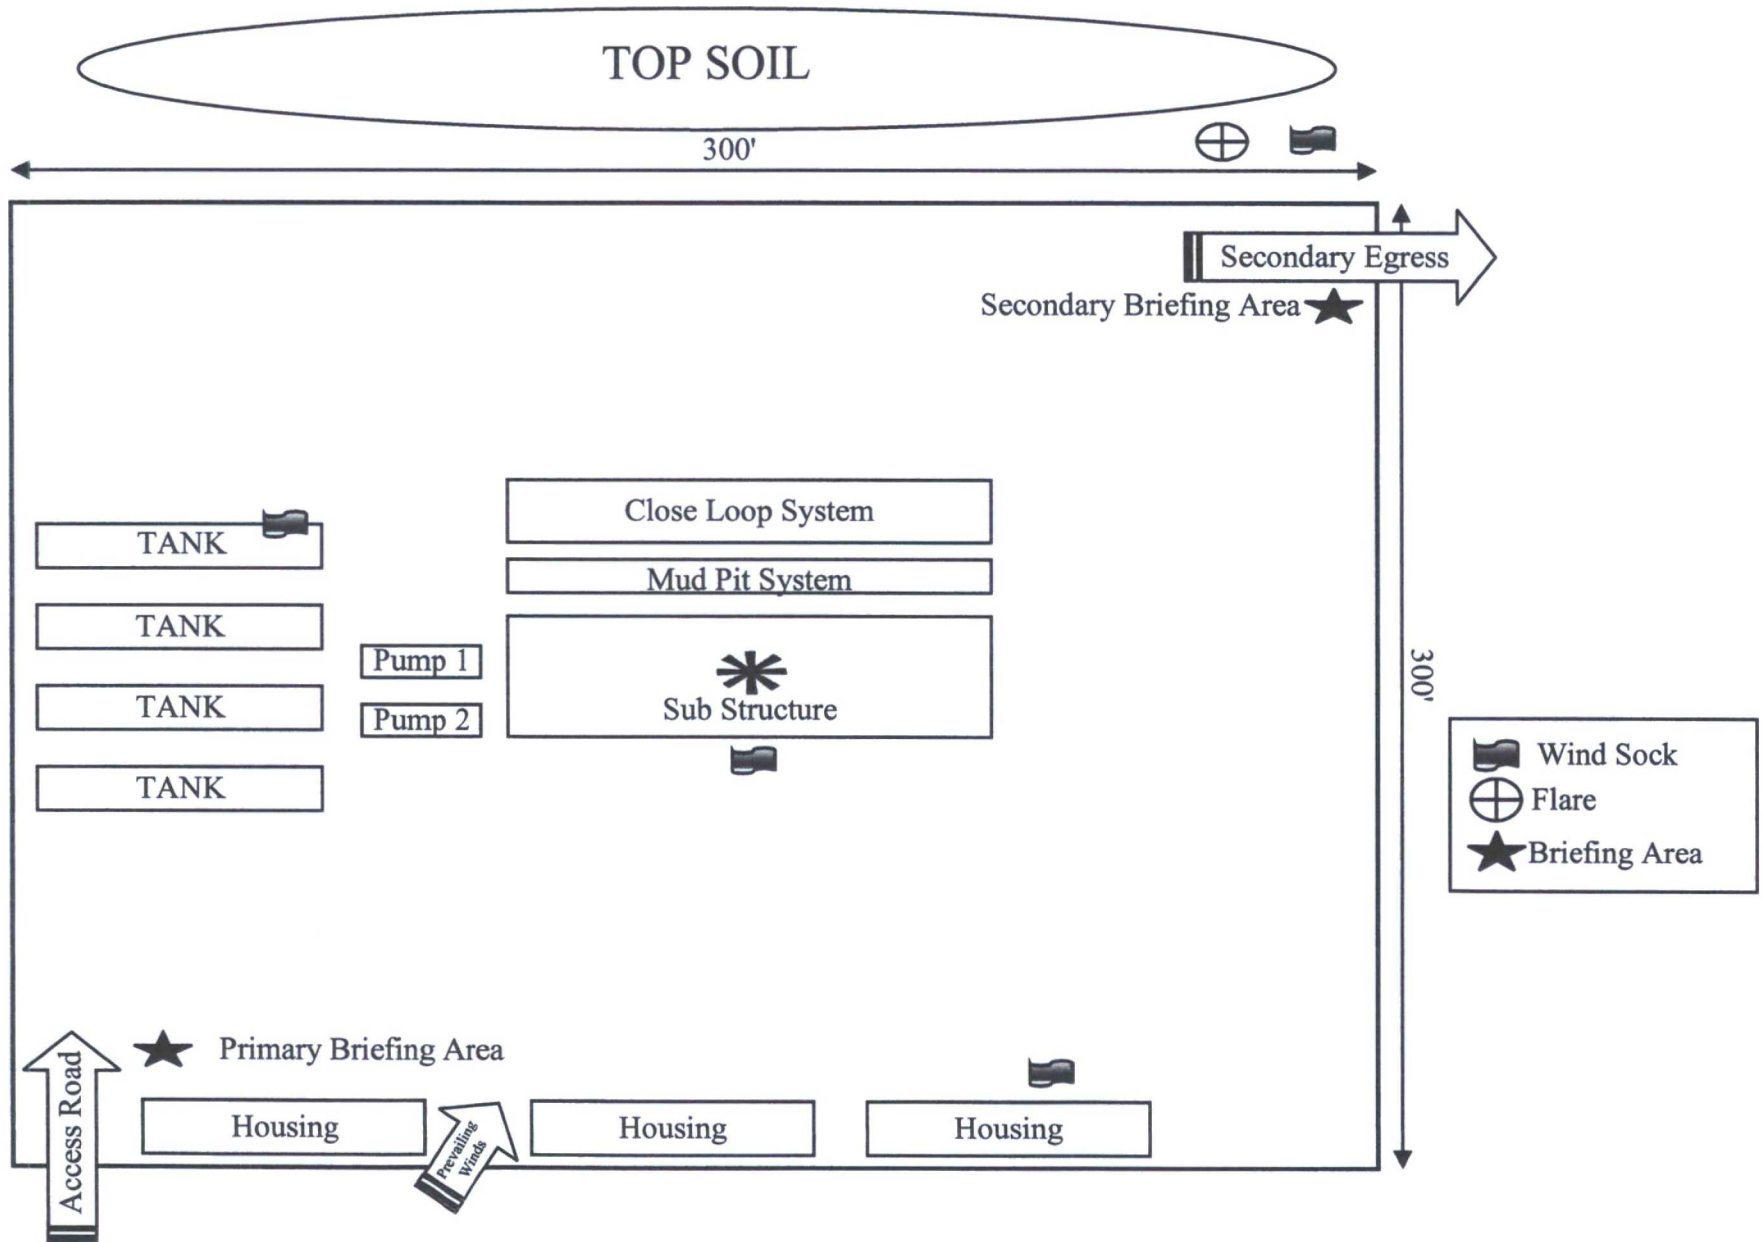 TOP SOIL
300'
Secondary Egress
Secondary Briefing Area
Close Loop System
TANK
Mud Pit System
TANK
Pump 1
300'
TANK
Pump 2
Sub Structure
Wind Sock
TANK
Flare
Briefing Area
Primary Briefing Area
Access Road
Housing
Prevailing
Winds
Housing
Housing